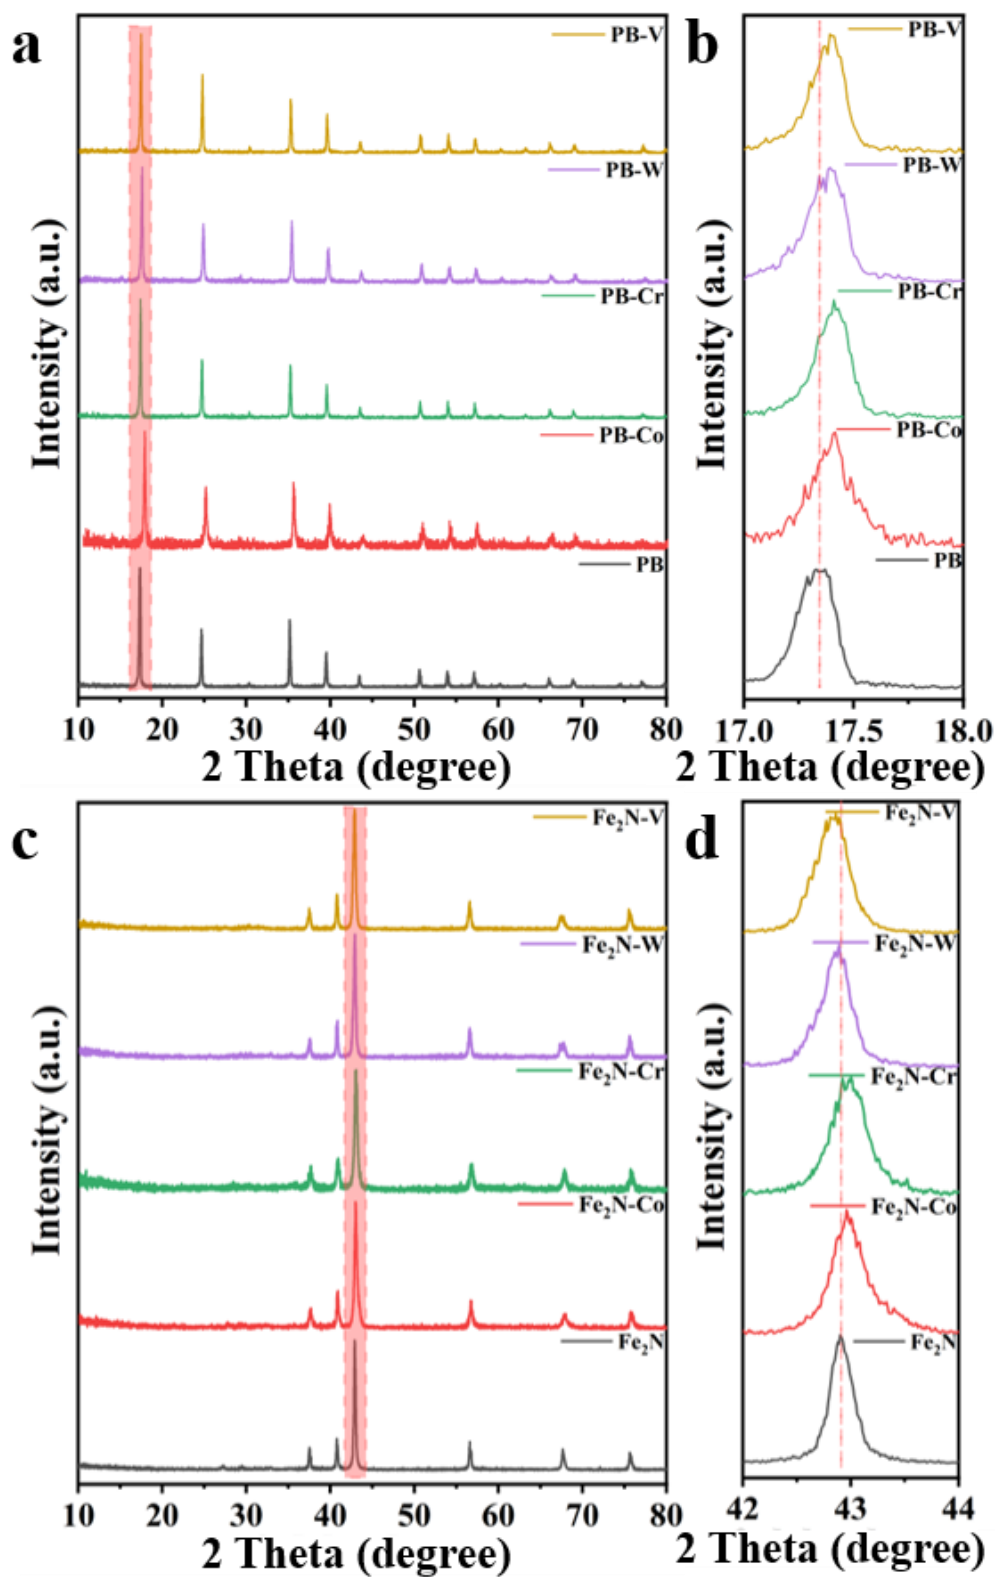 a
PB-V
PB-W
PB-Cr
PB-Co
PB
Intensity (a.u.)
10 20 30 40 50 60 70 80
2 Theta (degree)
b
PB-V
PB-W
PB-Cr
PB-Co
PB
Intensity (a.u.)
17.0 17.5 18.0
2 Theta (degree)
c
Fe₂N-V
Fe₂N-W
Fe₂N-Cr
Fe₂N-Co
Fe₂N
Intensity (a.u.)
10 20 30 40 50 60 70 80
2 Theta (degree)
d
Fe₂N-V
Fe₂N-W
Fe₂N-Cr
Fe₂N-Co
Fe₂N
Intensity (a.u.)
42 43 44
2 Theta (degree)